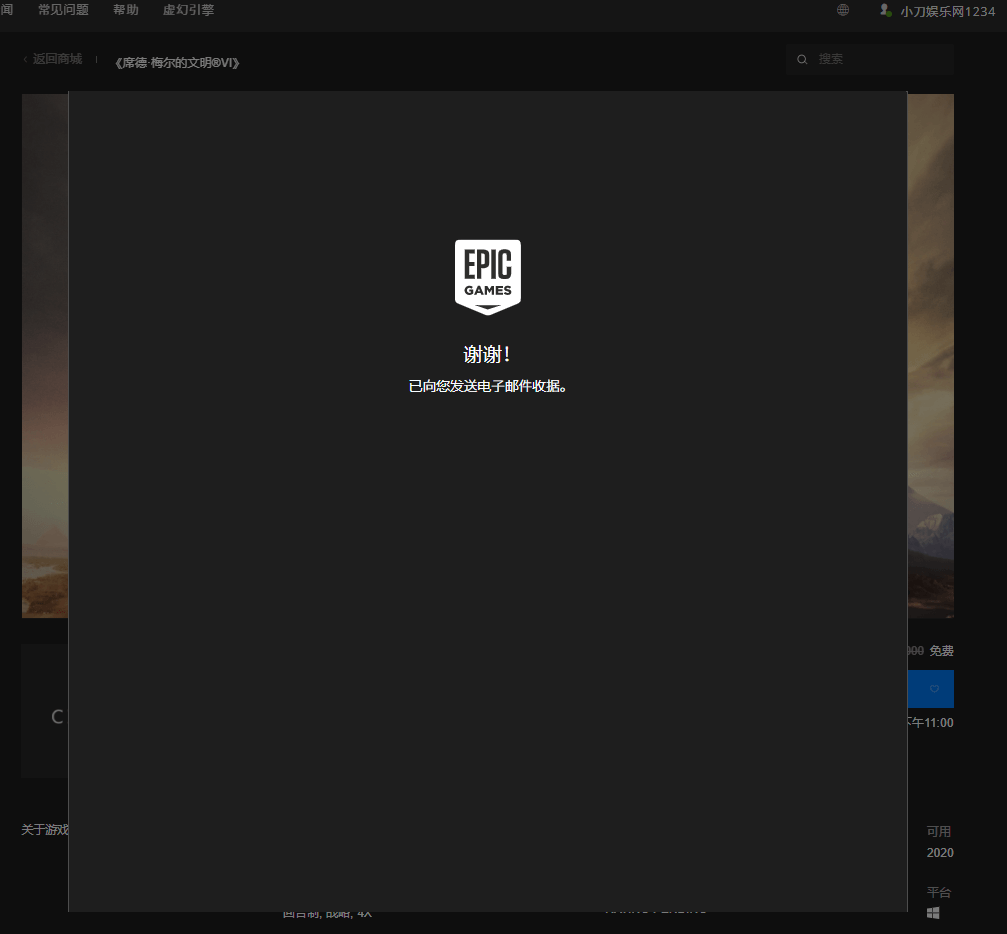 闻 常见问题 帮助 虚幻引擎 小刀娱乐网1234
返回商城 《席德·梅尔的文明®VI》 搜索
EPIC
GAMES
谢谢！
已向您发送电子邮件收据。
免费
C
下午11:00
关于游戏
可用
2020
平台
回合制, 战略, 4X